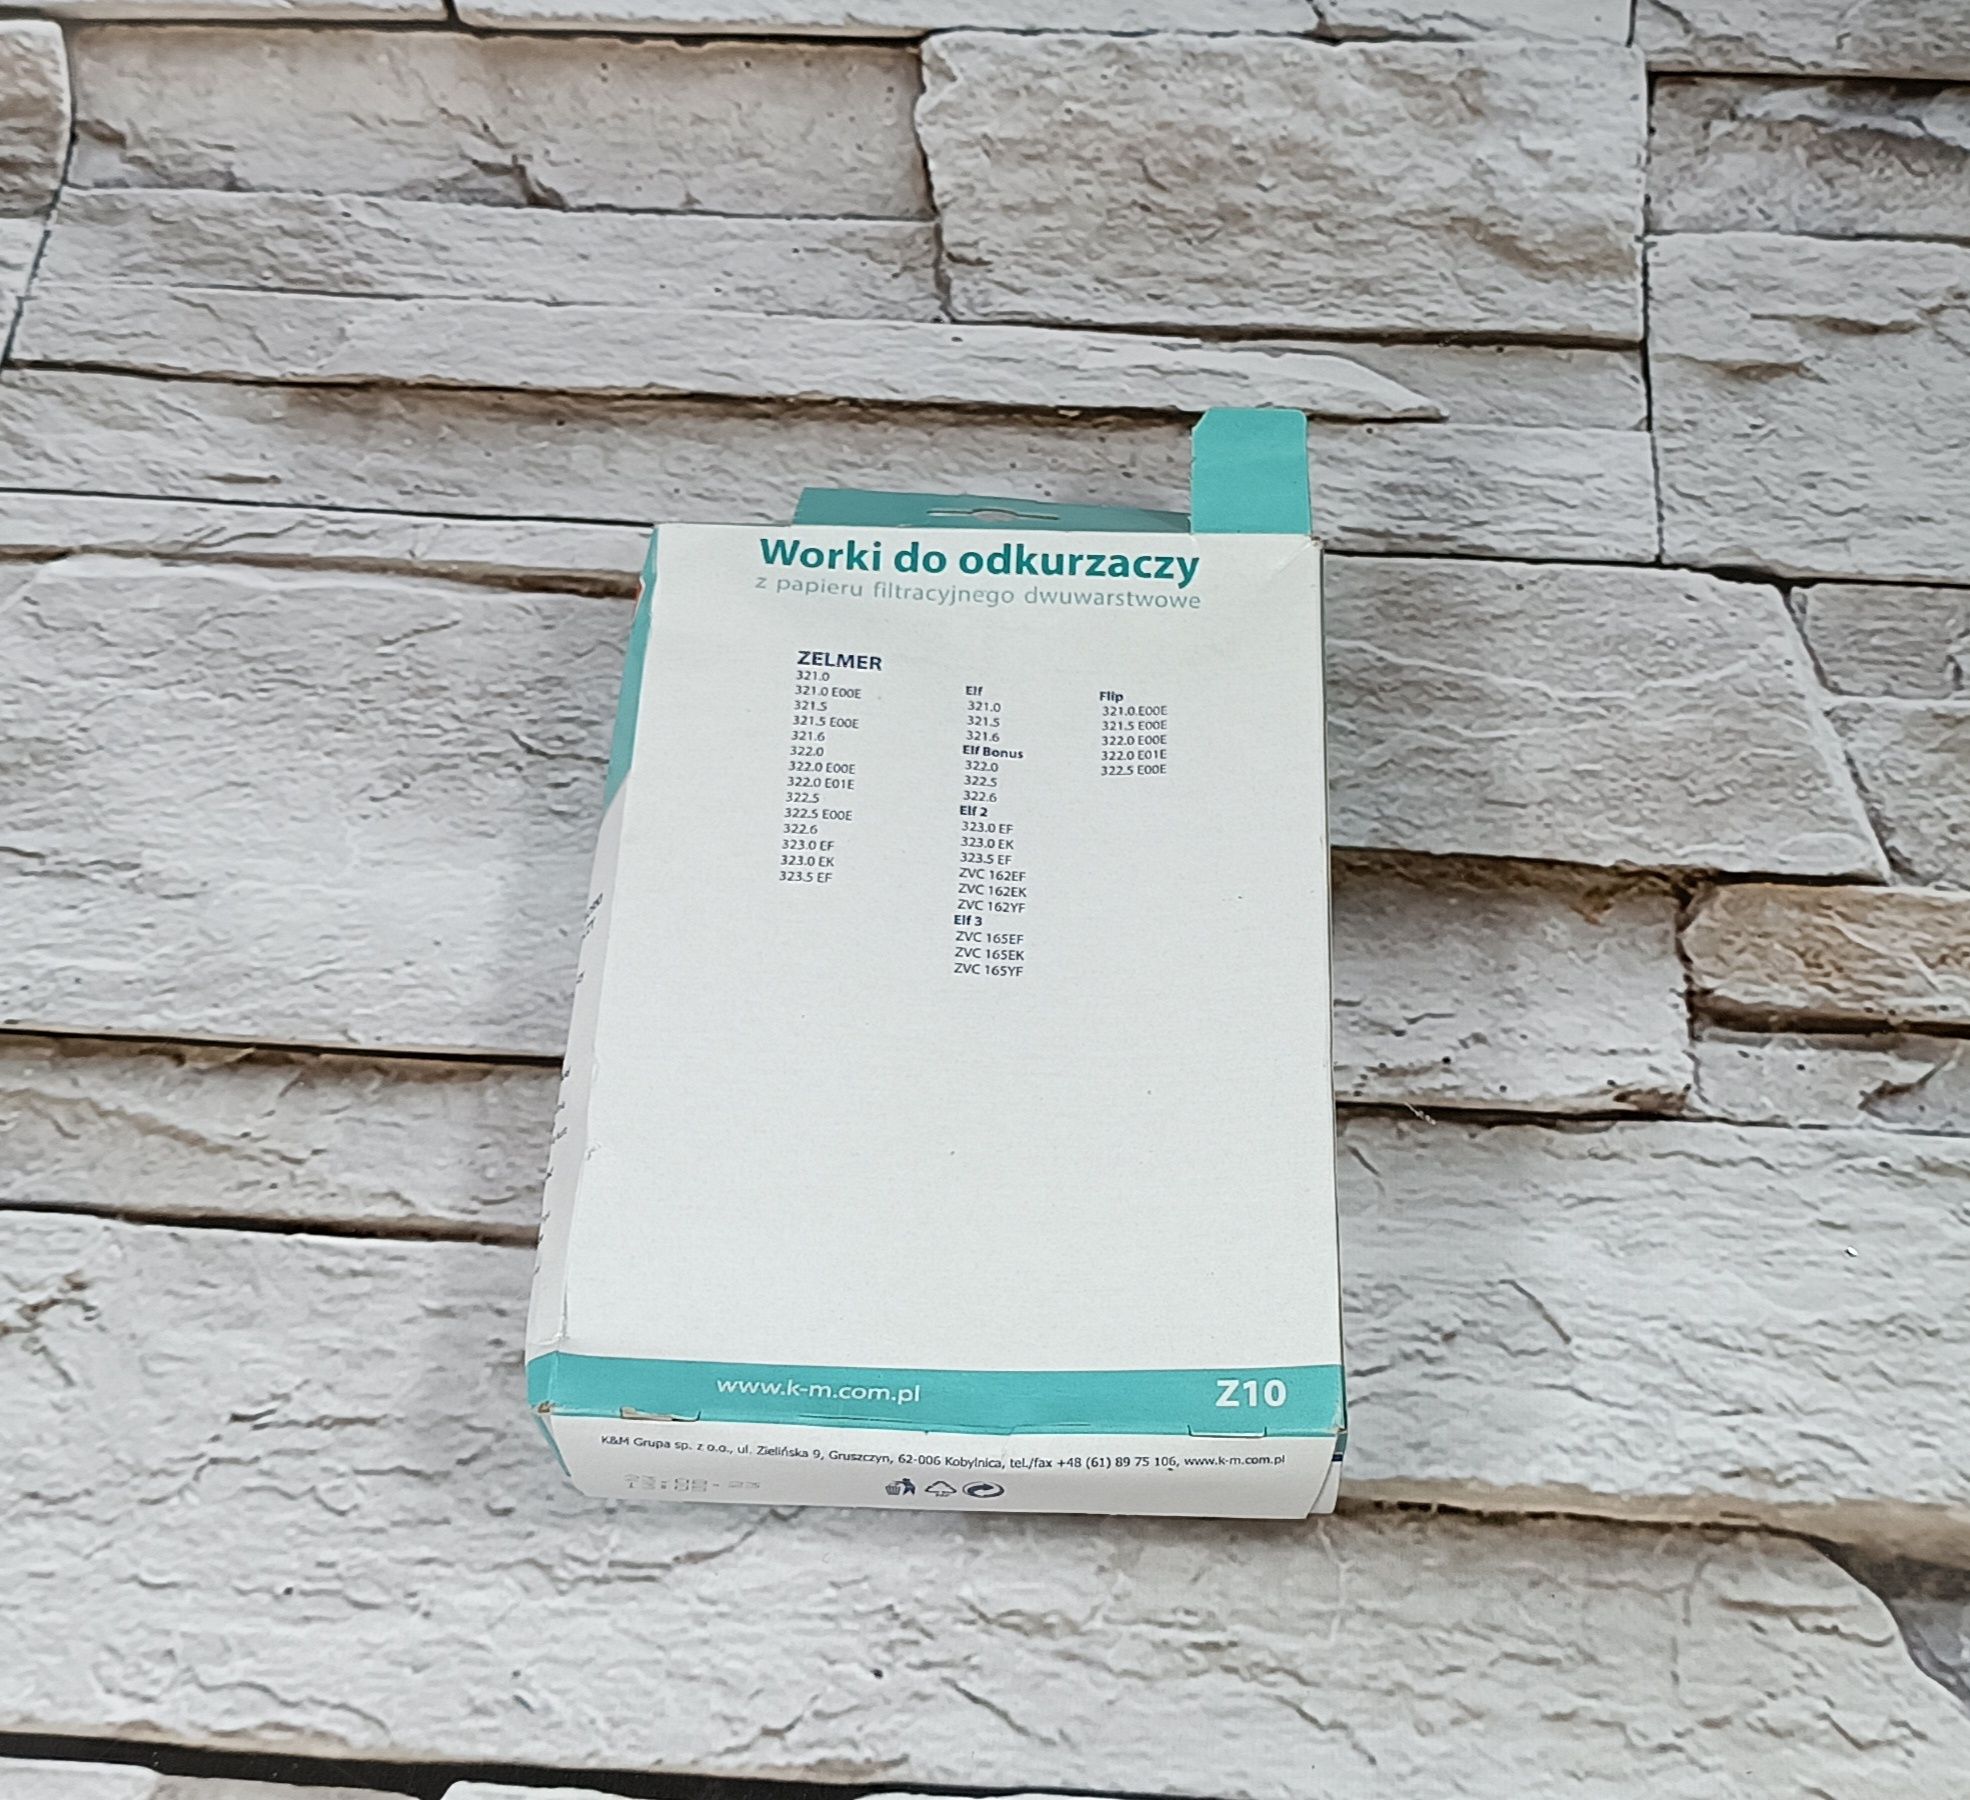 Worki do odkurzaczy
z papieru filtracyjnego dwuwarstwowe
ZELMER
321.0
321.0 E00E
321.5
321.5 E00E
321.6
322.0
322.0 E00E
322.0 E01E
322.5
322.5 E00E
322.6
323.0 EF
323.0 EK
323.5 EF
Elf
321.0
321.5
321.6
Elf Bonus
322.0
322.5
322.6
Elf 2
323.0 EF
323.0 EK
323.5 EF
ZVC 162EF
ZVC 162EK
ZVC 162YF
Elf 3
ZVC 165EF
ZVC 165EK
ZVC 165YF
Flip
321.0 E00E
321.5 E00E
322.0 E00E
322.0 E01E
322.5 E00E
www.k-m.com.pl
Z10
K&M Grupa sp. z o.o., ul. Zielińska 9, Gruszczyn, 62-006 Kobylnica, tel./fax +48 (61) 89 75 106, www.k-m.com.pl